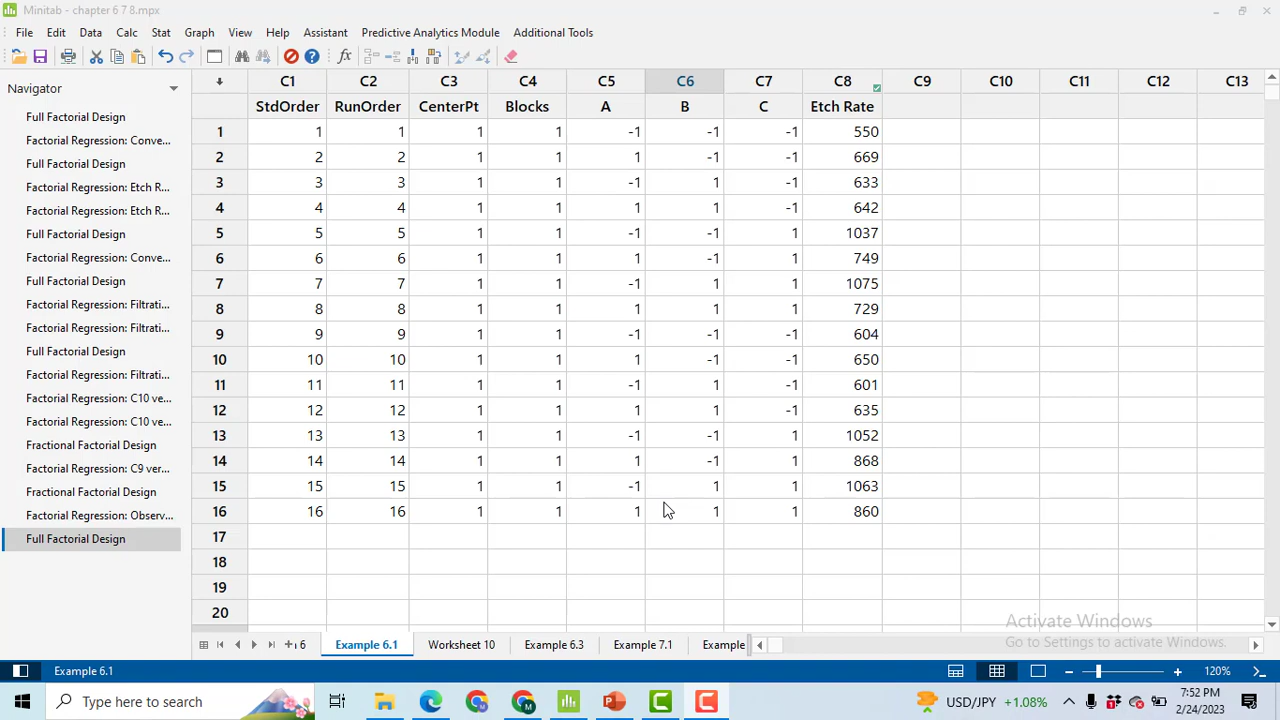 Minitab - chapter 6 7 8.mpx
File Edit Data Calc Stat Graph View Help Assistant Predictive Analytics Module Additional Tools
Navigator
Full Factorial Design
Factorial Regression: Conve...
Full Factorial Design
Factorial Regression: Etch R...
Factorial Regression: Etch R...
Full Factorial Design
Factorial Regression: Conve...
Full Factorial Design
Factorial Regression: Filtrati...
Factorial Regression: Filtrati...
Full Factorial Design
Factorial Regression: Filtrati...
Factorial Regression: C10 ve...
Factorial Regression: C10 ve...
Fractional Factorial Design
Factorial Regression: C9 ver...
Fractional Factorial Design
Factorial Regression: Observ...
Full Factorial Design
C1 C2 C3 C4 C5 C6 C7 C8 C9 C10 C11 C12 C13
StdOrder RunOrder CenterPt Blocks A B C Etch Rate
1 1 1 1 1 -1 -1 -1 550
2 2 2 1 1 1 -1 -1 669
3 3 3 1 1 -1 1 -1 633
4 4 4 1 1 1 1 -1 642
5 5 5 1 1 -1 -1 1 1037
6 6 6 1 1 1 -1 1 749
7 7 7 1 1 -1 1 1 1075
8 8 8 1 1 1 1 1 729
9 9 9 1 1 -1 -1 -1 604
10 10 10 1 1 1 -1 -1 650
11 11 11 1 1 -1 1 -1 601
12 12 12 1 1 1 1 -1 635
13 13 13 1 1 -1 -1 1 1052
14 14 14 1 1 1 -1 1 868
15 15 15 1 1 -1 1 1 1063
16 16 16 1 1 1 1 1 860
17
18
19
20
Activate Windows
Go to Settings to activate Windows.
6 Example 6.1 Worksheet 10 Example 6.3 Example 7.1 Example
Example 6.1 120%
Type here to search
USD/JPY +1.08%
7:52 PM
2/24/2023